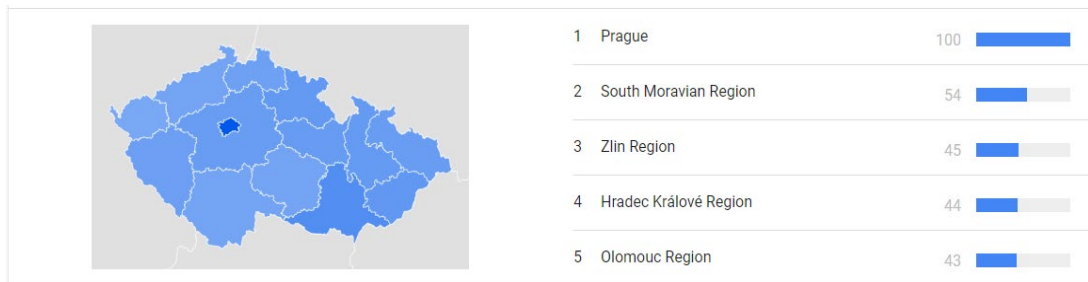 1 Prague 100
2 South Moravian Region 54
3 Zlin Region 45
4 Hradec Králové Region 44
5 Olomouc Region 43